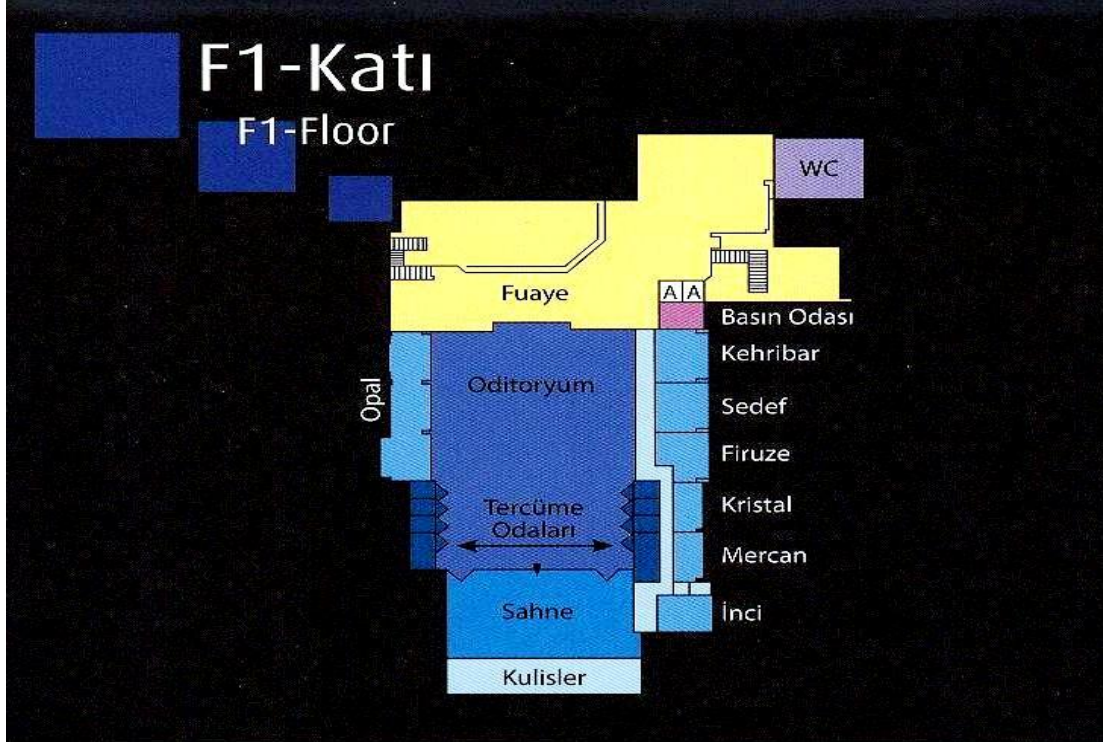 F1-Katı
F1-Floor
WC
Fuaye
A A
Basın Odası
Kehribar
Oditoryum
Opal
Sedef
Firuze
Kristal
Tercüme
Odaları
Mercan
Sahne
İnci
Kulisler